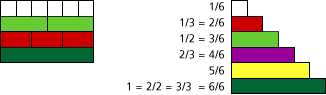 1/6
1/3 = 2/6
1/2 = 3/6
2/3 = 4/6
5/6
1 = 2/2 = 3/3 = 6/6